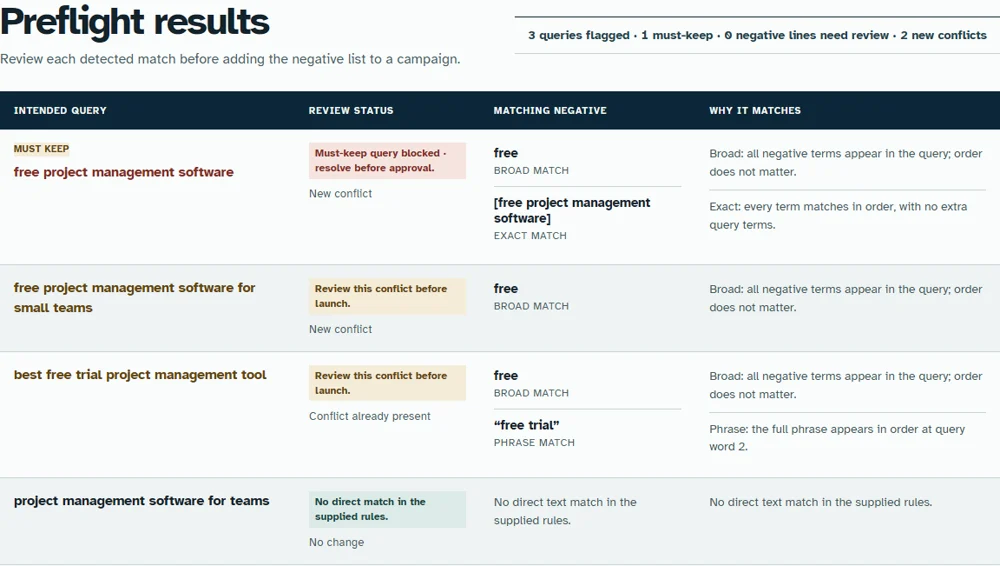 Preflight results
3 queries flagged · 1 must-keep · 0 negative lines need review · 2 new conflicts
Review each detected match before adding the negative list to a campaign.
INTENDED QUERY
REVIEW STATUS
MATCHING NEGATIVE
WHY IT MATCHES
MUST KEEP
free project management software
Must-keep query blocked ·
resolve before approval.
New conflict
free
BROAD MATCH
Broad: all negative terms appear in the query; order
does not matter.
[free project management
software]
EXACT MATCH
Exact: every term matches in order, with no extra
query terms.
free project management software for
small teams
Review this conflict before
launch.
New conflict
free
BROAD MATCH
Broad: all negative terms appear in the query; order
does not matter.
best free trial project management tool
Review this conflict before
launch.
Conflict already present
free
BROAD MATCH
Broad: all negative terms appear in the query; order
does not matter.
“free trial”
PHRASE MATCH
Phrase: the full phrase appears in order at query
word 2.
project management software for teams
No direct match in the
supplied rules.
No change
No direct text match in the
supplied rules.
No direct text match in the supplied rules.